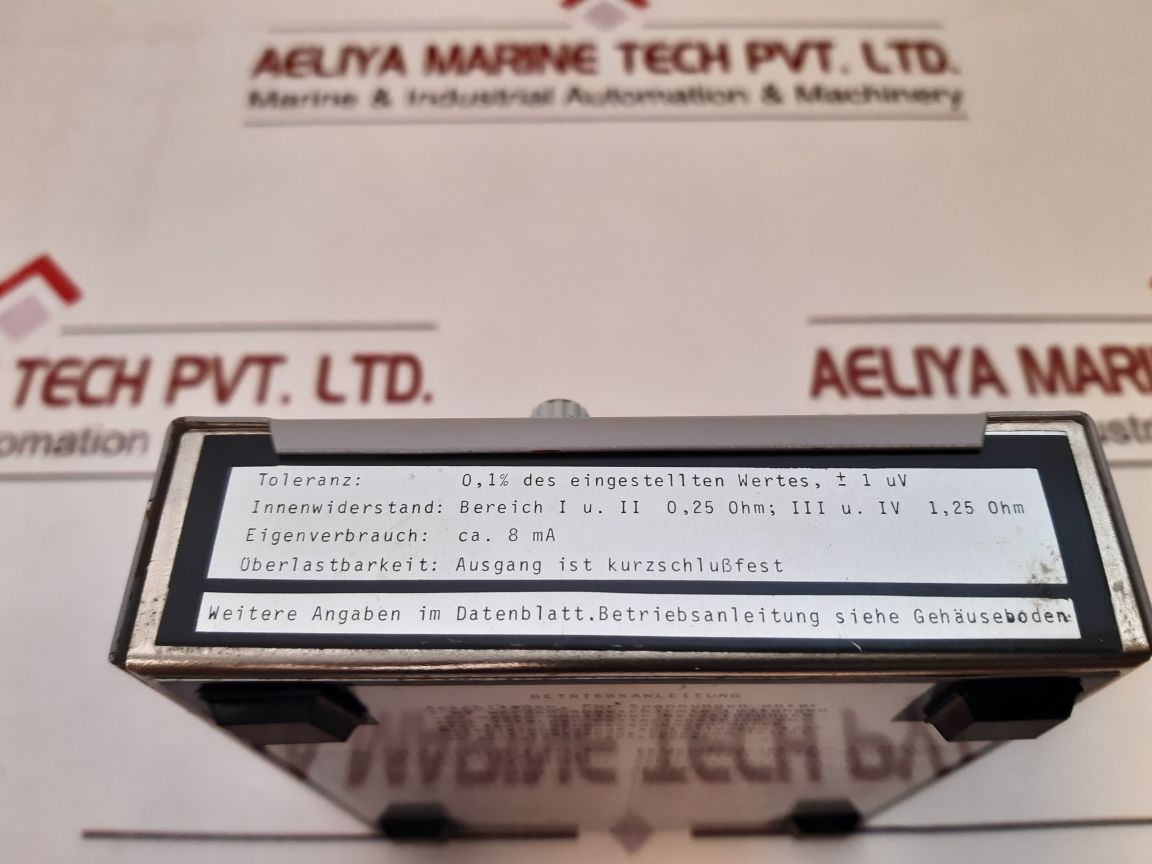 AELIYA MARINE TECH PVT. LTD.
Marine & Industrial Automation & Machinery
TECH PVT. LTD.
AELIYA MARI
Toleranz: 0,1% des eingestellten Wertes, ± 1 uV
Innenwiderstand: Bereich I u. II 0,25 Ohm; III u. IV 1,25 Ohm
Eigenverbrauch: ca. 8 mA
Überlastbarkeit: Ausgang ist kurzschlußfest
Weitere Angaben im Datenblatt.Betriebsanleitung siehe Gehäuseboden
BETRIEBSANLEITUNG